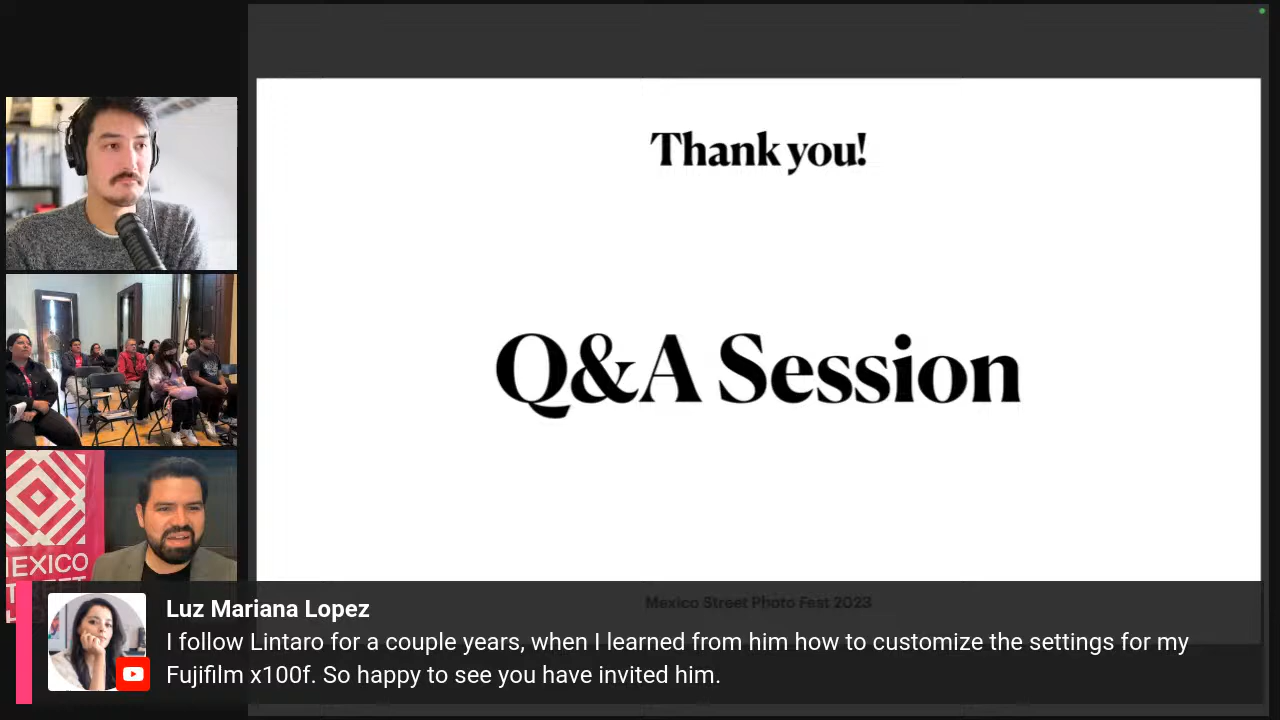 Thank you!
Q&A Session
Mexico Street Photo Fest 2023
MEXICO
Luz Mariana Lopez
I follow Lintaro for a couple years, when I learned from him how to customize the settings for my
Fujifilm x100f. So happy to see you have invited him.